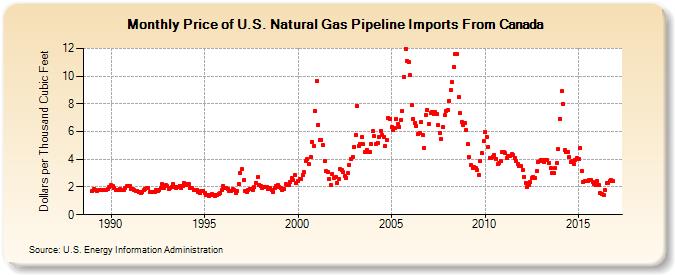 Monthly Price of U.S. Natural Gas Pipeline Imports From Canada
Dollars per Thousand Cubic Feet
12
10
8
6
4
2
0
1990 1995 2000 2005 2010 2015
Source: U.S. Energy Information Administration